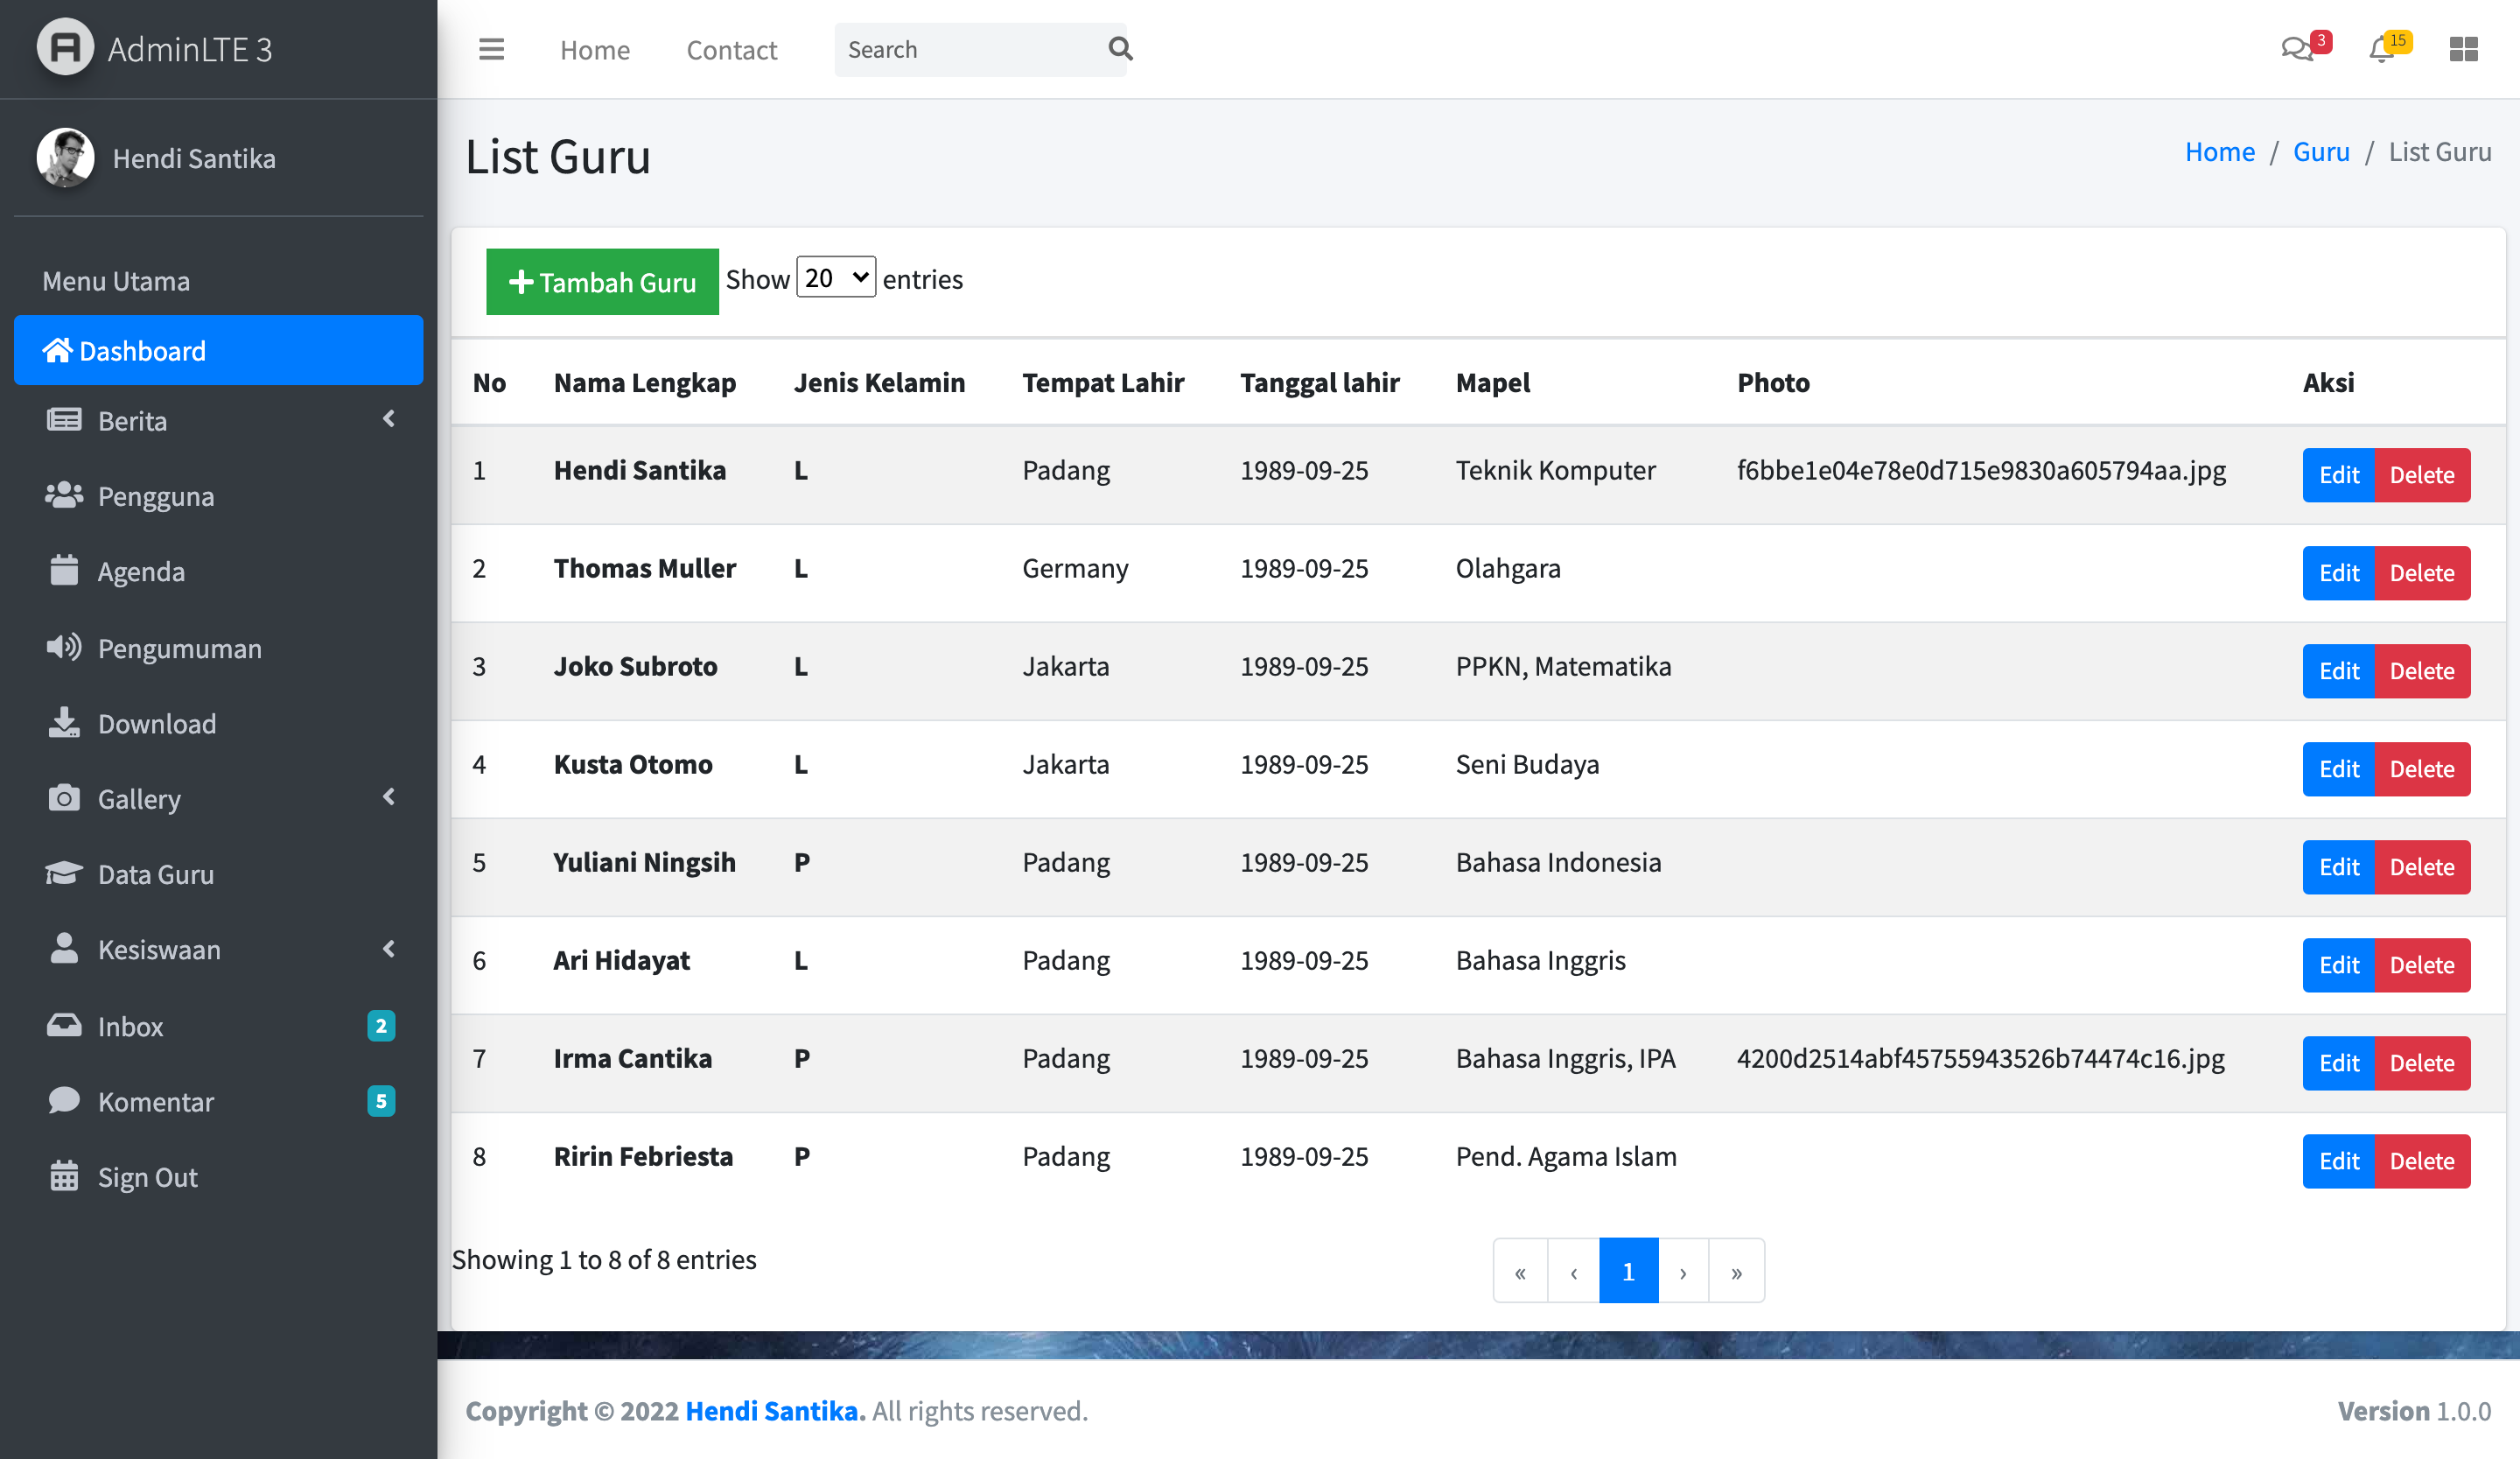 AdminLTE 3
Hendi Santika
Menu Utama
Dashboard
Berita
Pengguna
Agenda
Pengumuman
Download
Gallery
Data Guru
Kesiswaan
Inbox 2
Komentar 5
Sign Out
Home Contact Search 3 15
List Guru
Home / Guru / List Guru
Tambah Guru Show 20 entries
No Nama Lengkap Jenis Kelamin Tempat Lahir Tanggal lahir Mapel Photo Aksi
1 Hendi Santika L Padang 1989-09-25 Teknik Komputer f6bbe1e04e78e0d715e9830a605794aa.jpg Edit Delete
2 Thomas Muller L Germany 1989-09-25 Olahgara Edit Delete
3 Joko Subroto L Jakarta 1989-09-25 PPKN, Matematika Edit Delete
4 Kusta Otomo L Jakarta 1989-09-25 Seni Budaya Edit Delete
5 Yuliani Ningsih P Padang 1989-09-25 Bahasa Indonesia Edit Delete
6 Ari Hidayat L Padang 1989-09-25 Bahasa Inggris Edit Delete
7 Irma Cantika P Padang 1989-09-25 Bahasa Inggris, IPA 4200d2514abf45755943526b74474c16.jpg Edit Delete
8 Ririn Febriesta P Padang 1989-09-25 Pend. Agama Islam Edit Delete
Showing 1 to 8 of 8 entries
« ‹ 1 › »
Copyright © 2022 Hendi Santika. All rights reserved.
Version 1.0.0